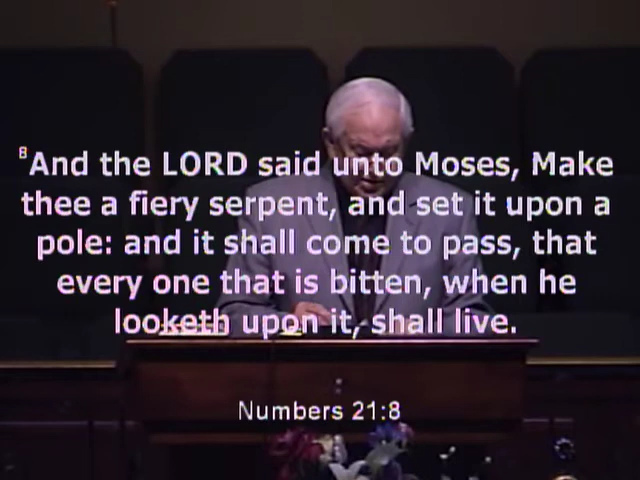 8And the LORD said unto Moses, Make
thee a fiery serpent, and set it upon a
pole: and it shall come to pass, that
every one that is bitten, when he
looketh upon it, shall live.
Numbers 21:8